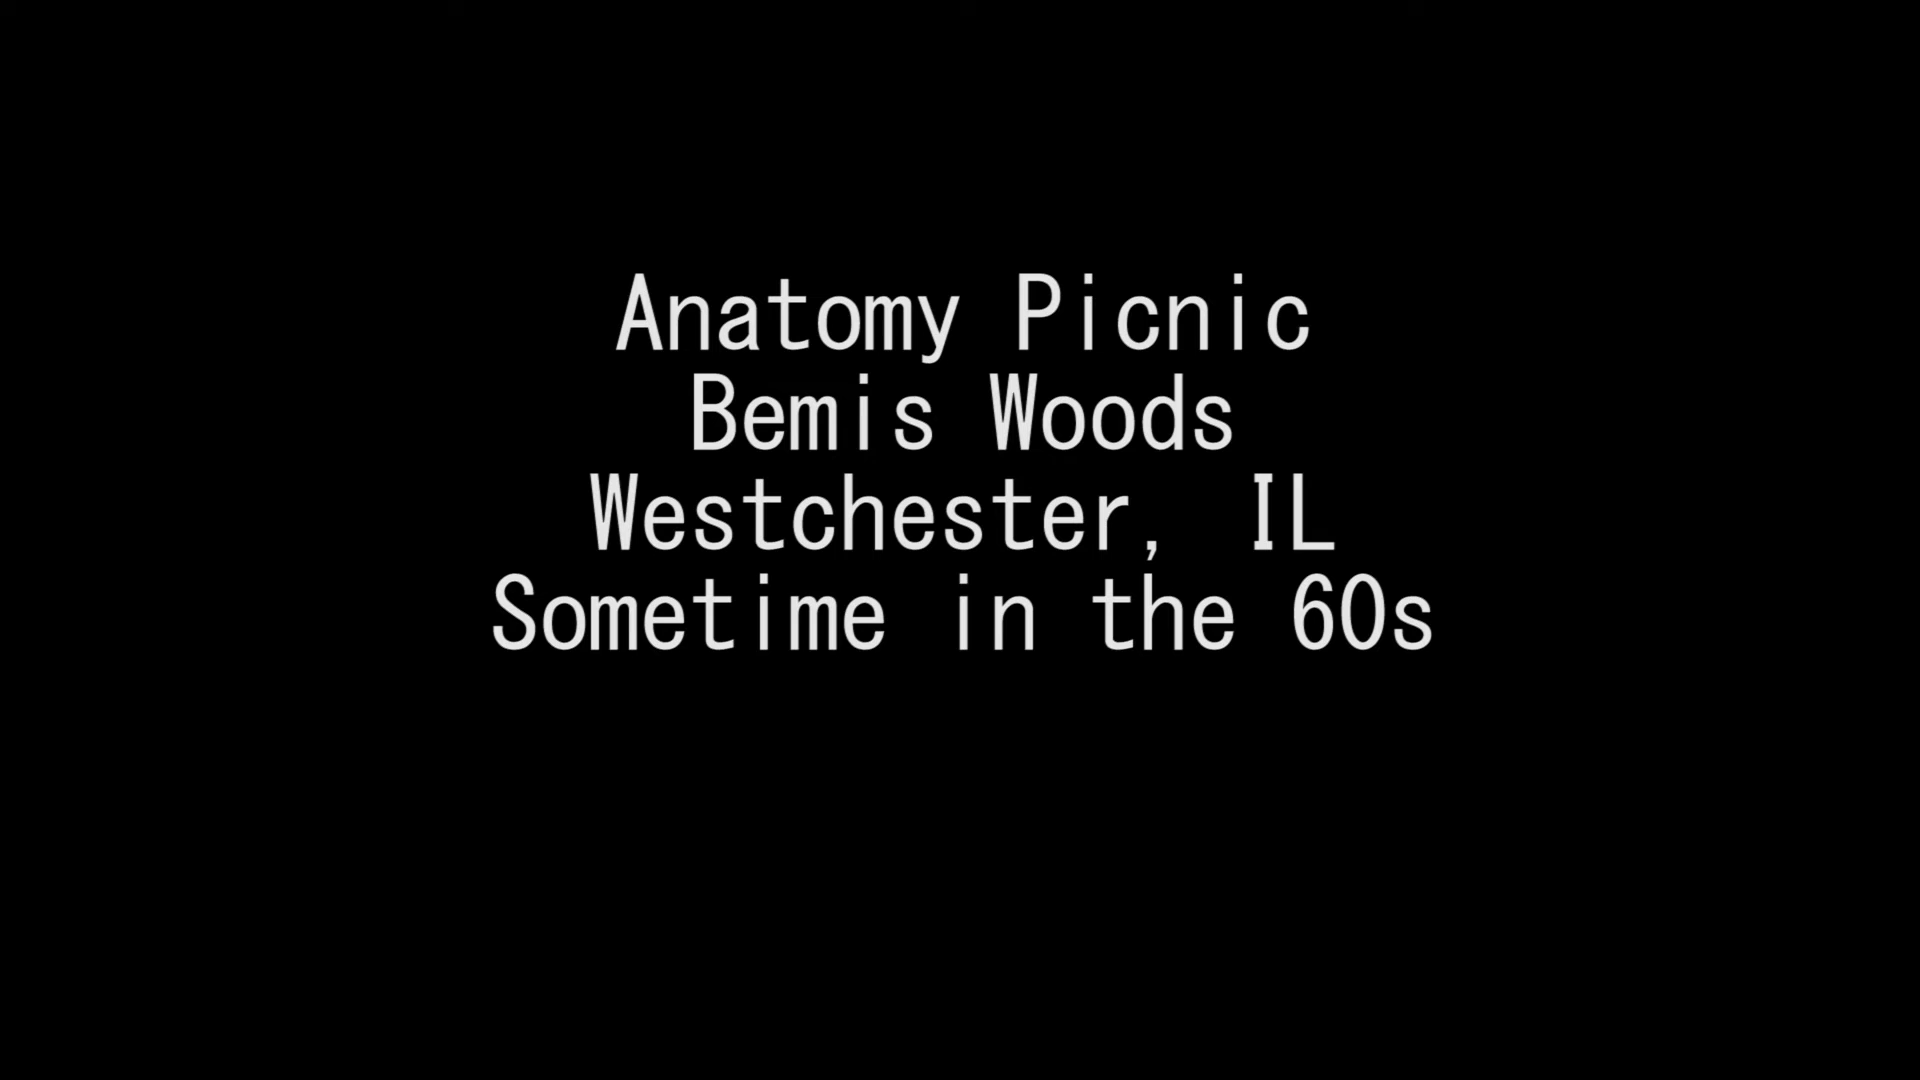 Anatomy Picnic
Bemis Woods
Westchester, IL
Sometime in the 60s